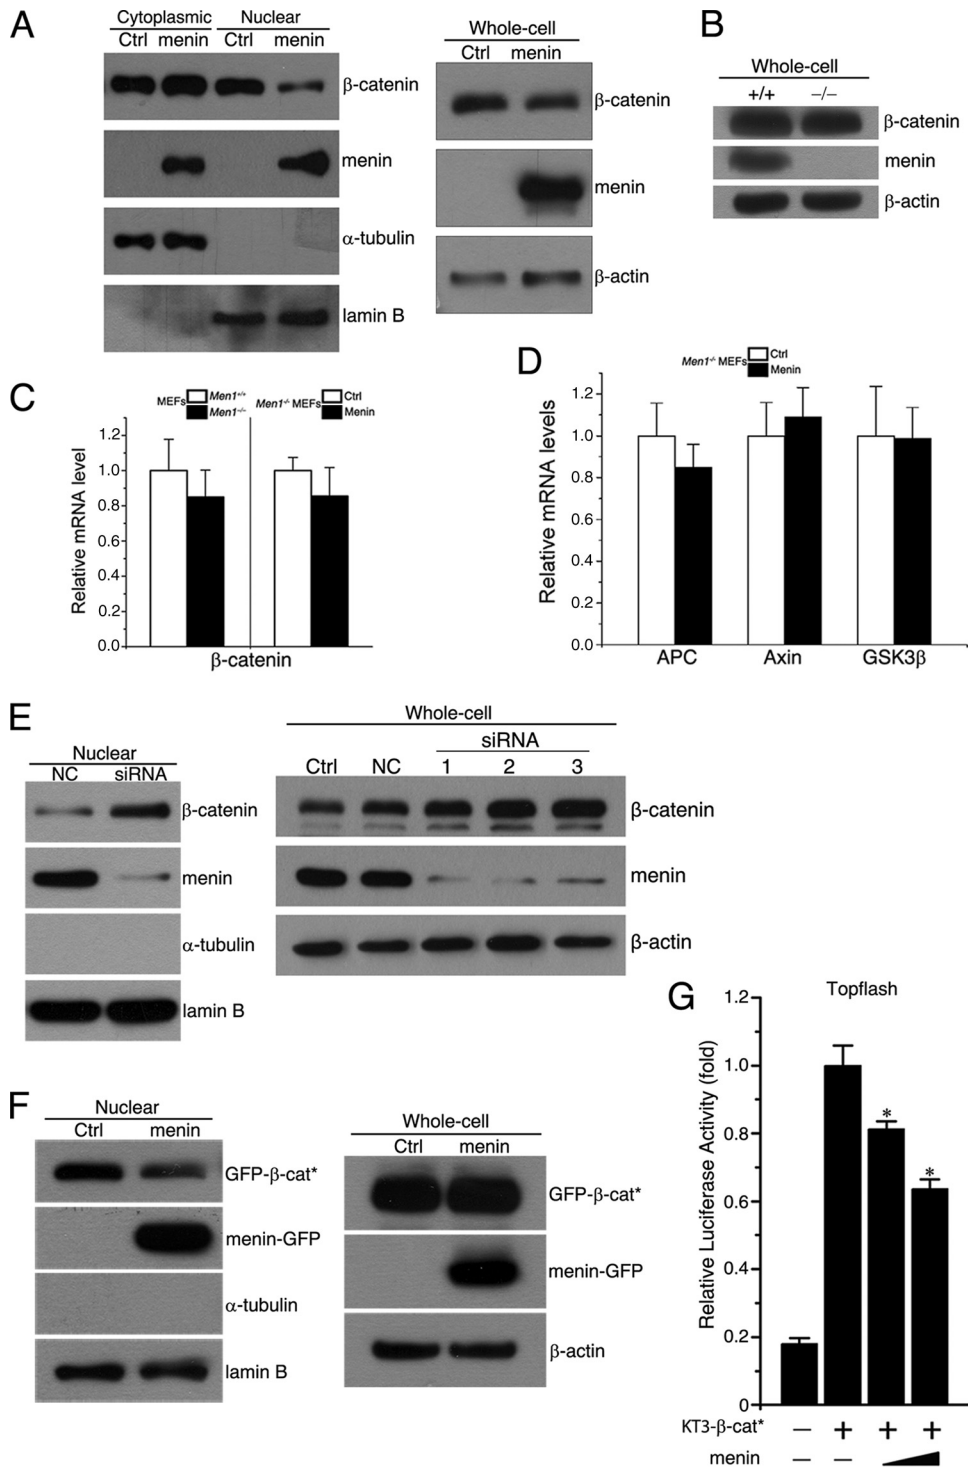 A
Cytoplasmic Nuclear
Ctrl menin Ctrl menin
β-catenin
menin
α-tubulin
lamin B
Whole-cell
Ctrl menin
β-catenin
menin
β-actin
B
Whole-cell
+/+ –/–
β-catenin
menin
β-actin
C
MEFs Men1+/+
Men1-/-
Men1-/- MEFs Ctrl
Menin
Relative mRNA level
1.2
1.0
0.8
0.6
0.4
0.2
0.0
β-catenin
D
Men1-/- MEFs Ctrl
Menin
Relative mRNA levels
1.2
1.0
0.8
0.6
0.4
0.2
0.0
APC Axin GSK3β
E
Nuclear
NC siRNA
β-catenin
menin
α-tubulin
lamin B
Whole-cell
siRNA
Ctrl NC 1 2 3
β-catenin
menin
β-actin
F
Nuclear
Ctrl menin
GFP-β-cat*
menin-GFP
α-tubulin
lamin B
Whole-cell
Ctrl menin
GFP-β-cat*
menin-GFP
β-actin
G
Topflash
Relative Luciferase Activity (fold)
1.2
1.0
0.8
0.6
0.4
0.2
0
* *
KT3-β-cat* — + + +
menin — —